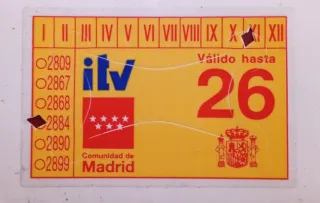 I II III IV V VI VII VIII IX X XI XII
2809
2867
2868
2884
2890
2899
itv
Comunidad de
Madrid
Válido hasta
26